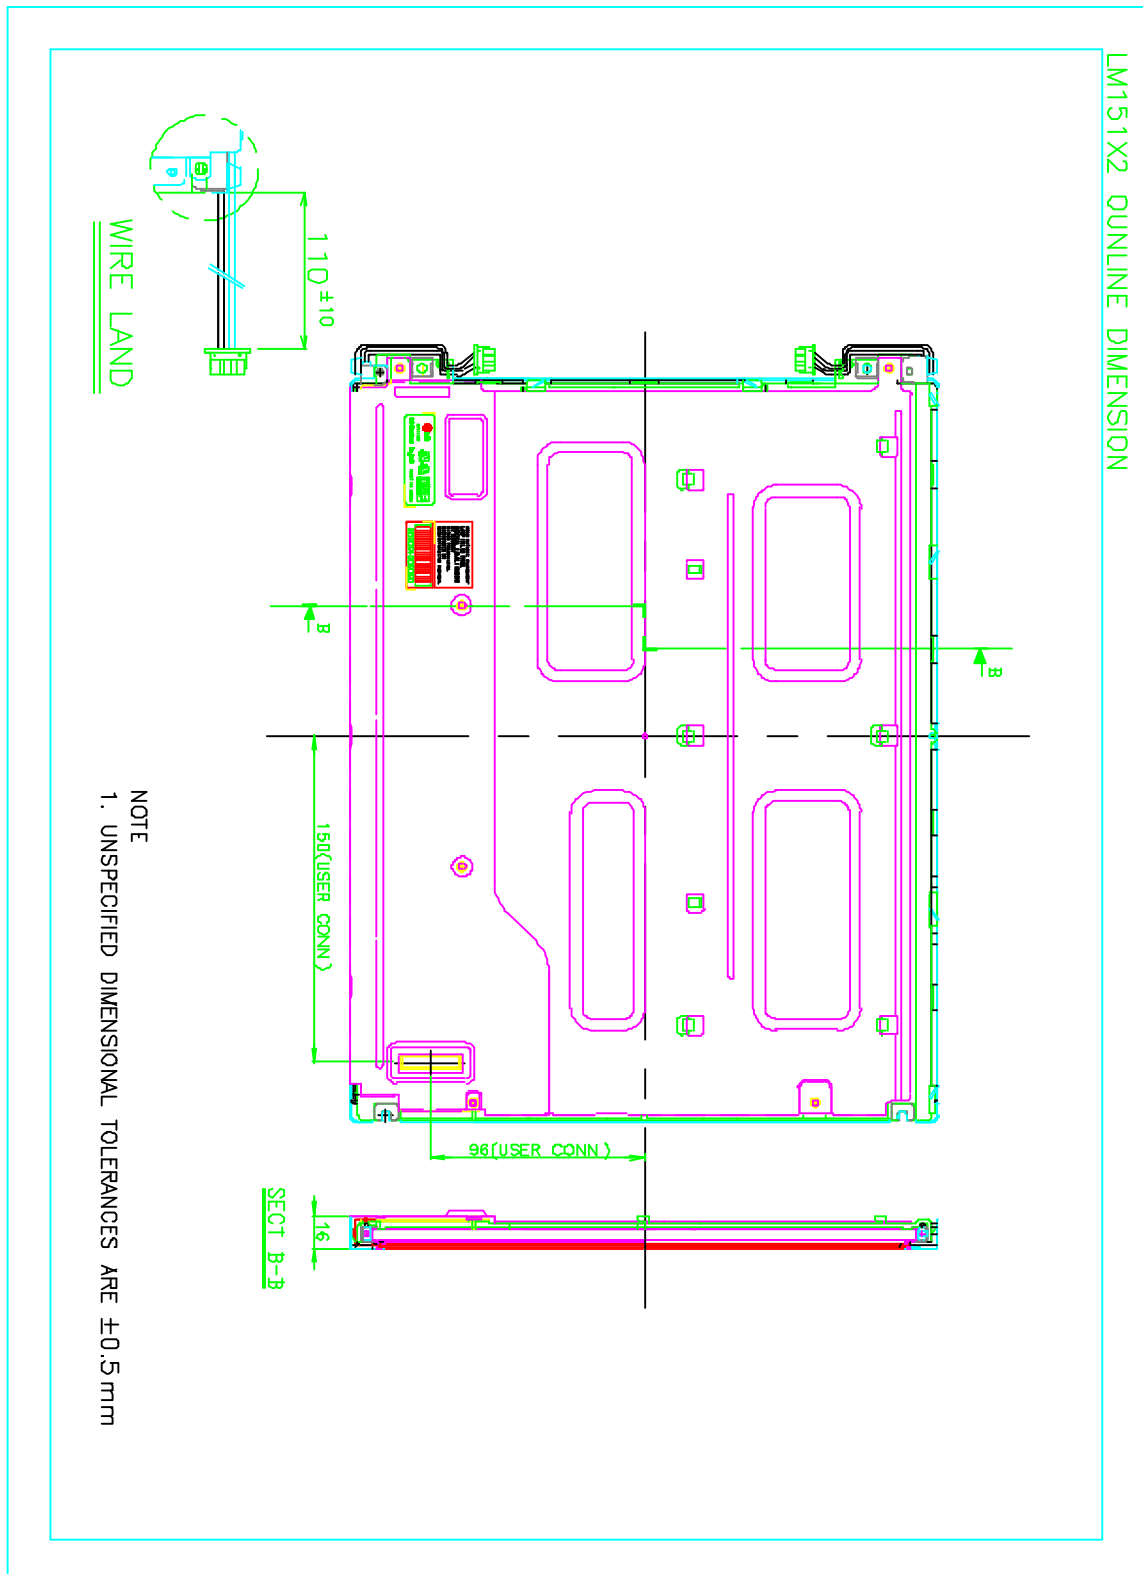 LM151X2 OUNLINE DIMENSION
110 ±10
WIRE LAND
B
B
150(USER CONN)
96(USER CONN)
16
SECT B-B
NOTE
1. UNSPECIFIED DIMENSIONAL TOLERANCES ARE ±0.5mm